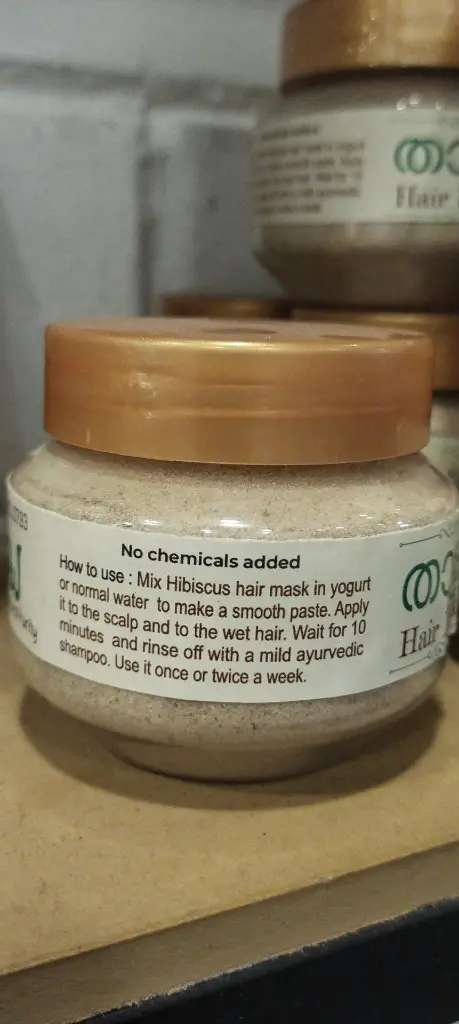 Hair
No chemicals added
How to use : Mix Hibiscus hair mask in yogurt
or normal water to make a smooth paste. Apply
it to the scalp and to the wet hair. Wait for 10
minutes and rinse off with a mild ayurvedic
shampoo. Use it once or twice a week.
Hair